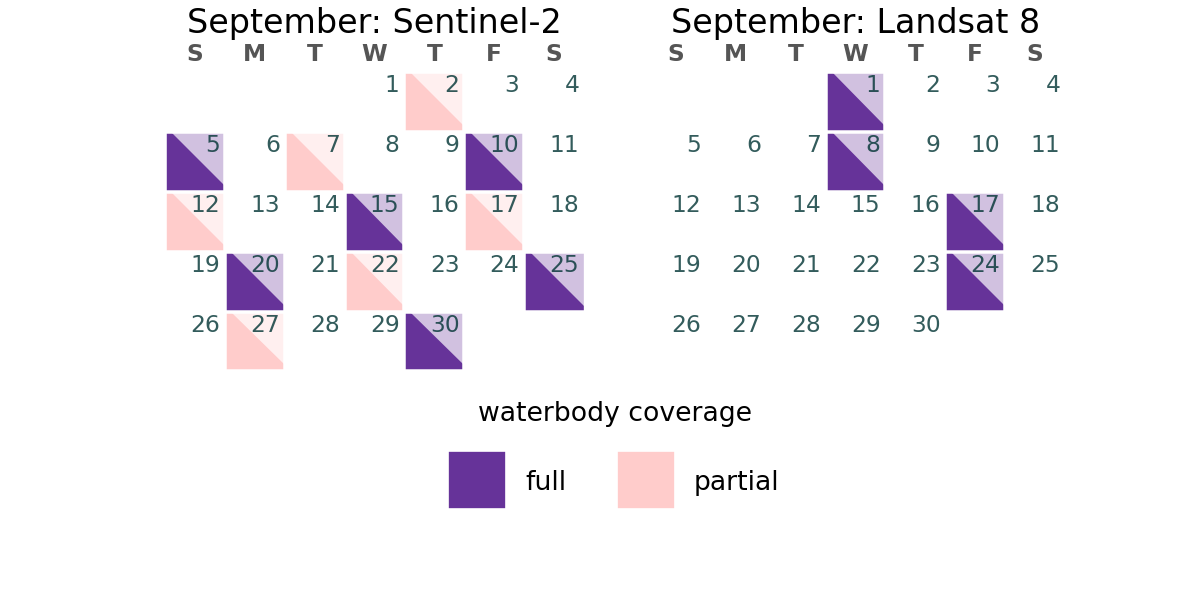 September: Sentinel-2
S M T W T F S
1 2 3 4
5 6 7 8 9 10 11
12 13 14 15 16 17 18
19 20 21 22 23 24 25
26 27 28 29 30
September: Landsat 8
S M T W T F S
1 2 3 4
5 6 7 8 9 10 11
12 13 14 15 16 17 18
19 20 21 22 23 24 25
26 27 28 29 30
waterbody coverage
full partial